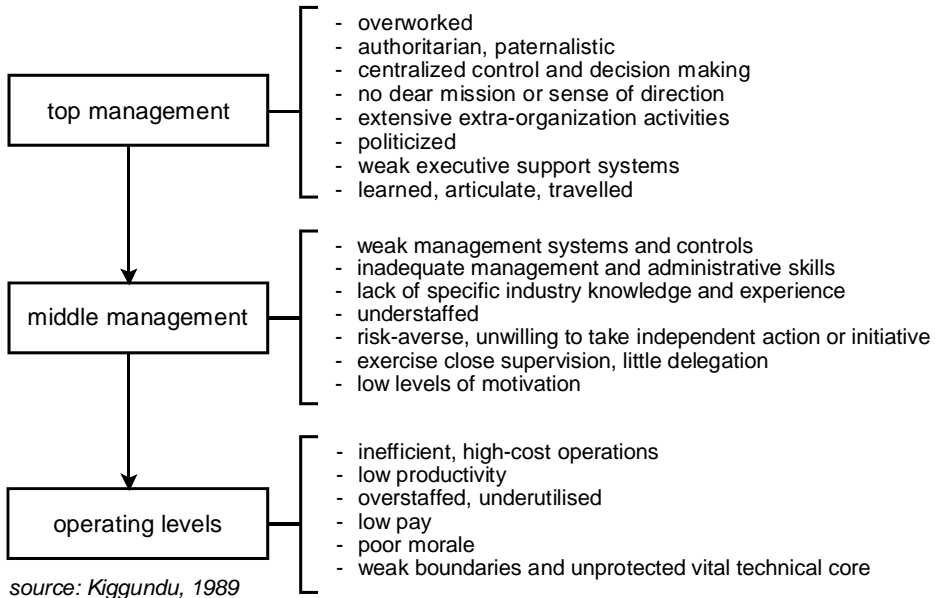 top management
- overworked
- authoritarian, paternalistic
- centralized control and decision making
- no dear mission or sense of direction
- extensive extra-organization activities
- politicized
- weak executive support systems
- learned, articulate, travelled
middle management
- weak management systems and controls
- inadequate management and administrative skills
- lack of specific industry knowledge and experience
- understaffed
- risk-averse, unwilling to take independent action or initiative
- exercise close supervision, little delegation
- low levels of motivation
operating levels
- inefficient, high-cost operations
- low productivity
- overstaffed, underutilised
- low pay
- poor morale
- weak boundaries and unprotected vital technical core
source: Kiggundu, 1989